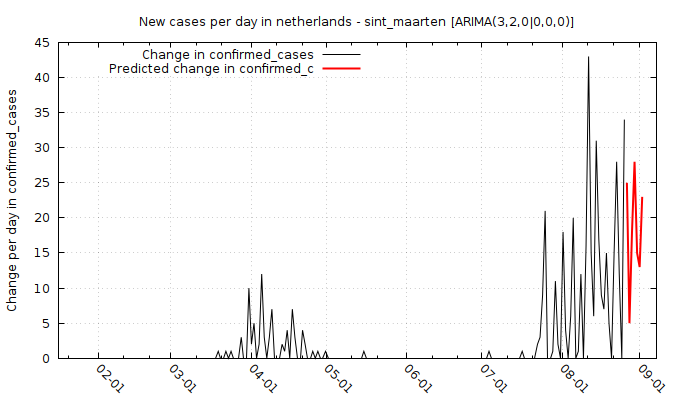 New cases per day in netherlands - sint_maarten [ARIMA(3,2,0|0,0,0)]
Change in confirmed_cases
Predicted change in confirmed_c
Change per day in confirmed_cases
45
40
35
30
25
20
15
10
5
0
02-01 03-01 04-01 05-01 06-01 07-01 08-01 09-01